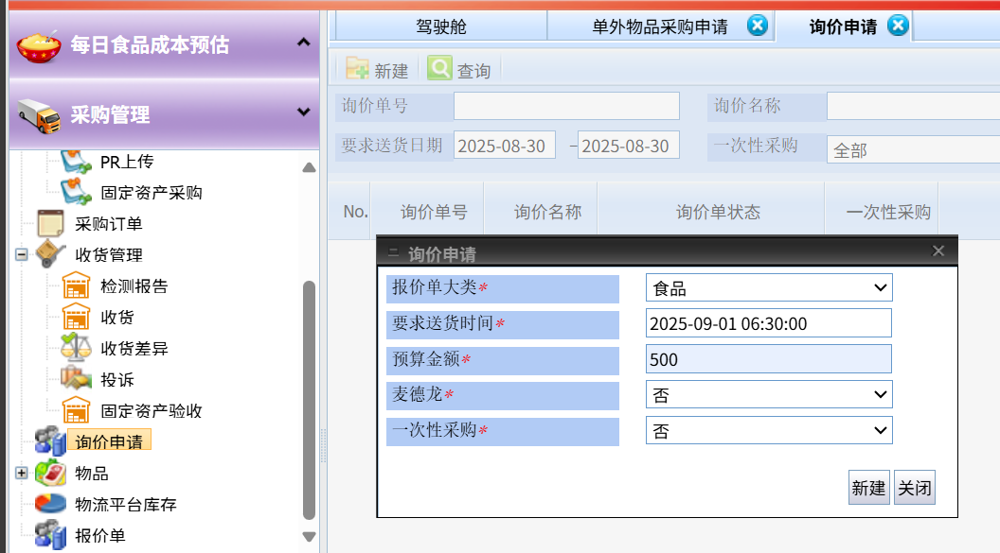 每日食品成本预估
采购管理
PR上传
固定资产采购
采购订单
收货管理
检测报告
收货
收货差异
投诉
固定资产验收
询价申请
物品
物流平台库存
报价单
驾驶舱 单外物品采购申请 询价申请
新建 查询
询价单号 询价名称
要求送货日期 2025-08-30 –2025-08-30 一次性采购 全部
No. 询价单号 询价名称 询价单状态 一次性采购
询价申请
报价单大类* 食品
要求送货时间* 2025-09-01 06:30:00
预算金额* 500
麦德龙* 否
一次性采购* 否
新建 关闭